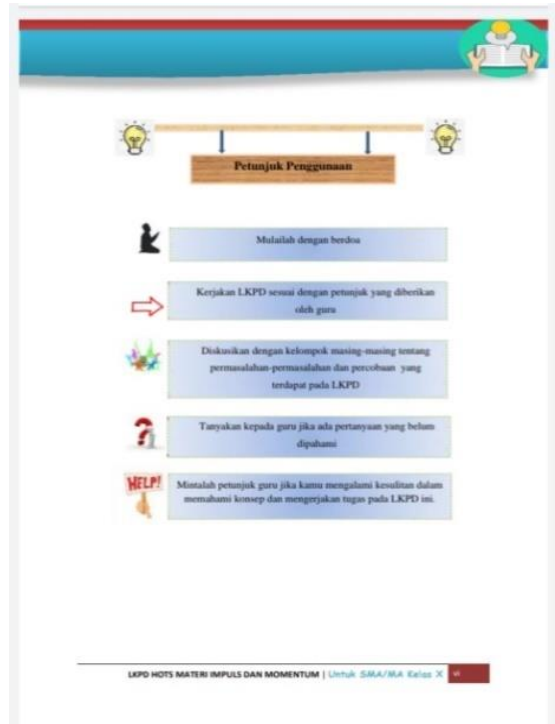 Petunjuk Penggunaan
Mulailah dengan berdoa
Kerjakan LKPD sesuai dengan petunjuk yang diberikan
oleh guru
Diskusikan dengan kelompok masing-masing tentang
permasalahan-permasalahan dan percobaan yang
terdapat pada LKPD
Tanyakan kepada guru jika ada pertanyaan yang belum
dipahami
HELP!
Mintalah petunjuk guru jika kamu mengalami kesulitan dalam
memahami konsep dan mengerjakan tugas pada LKPD ini.
LKPD HOTS MATERI IMPULS DAN MOMENTUM | Untuk SMA/MA Kelas X